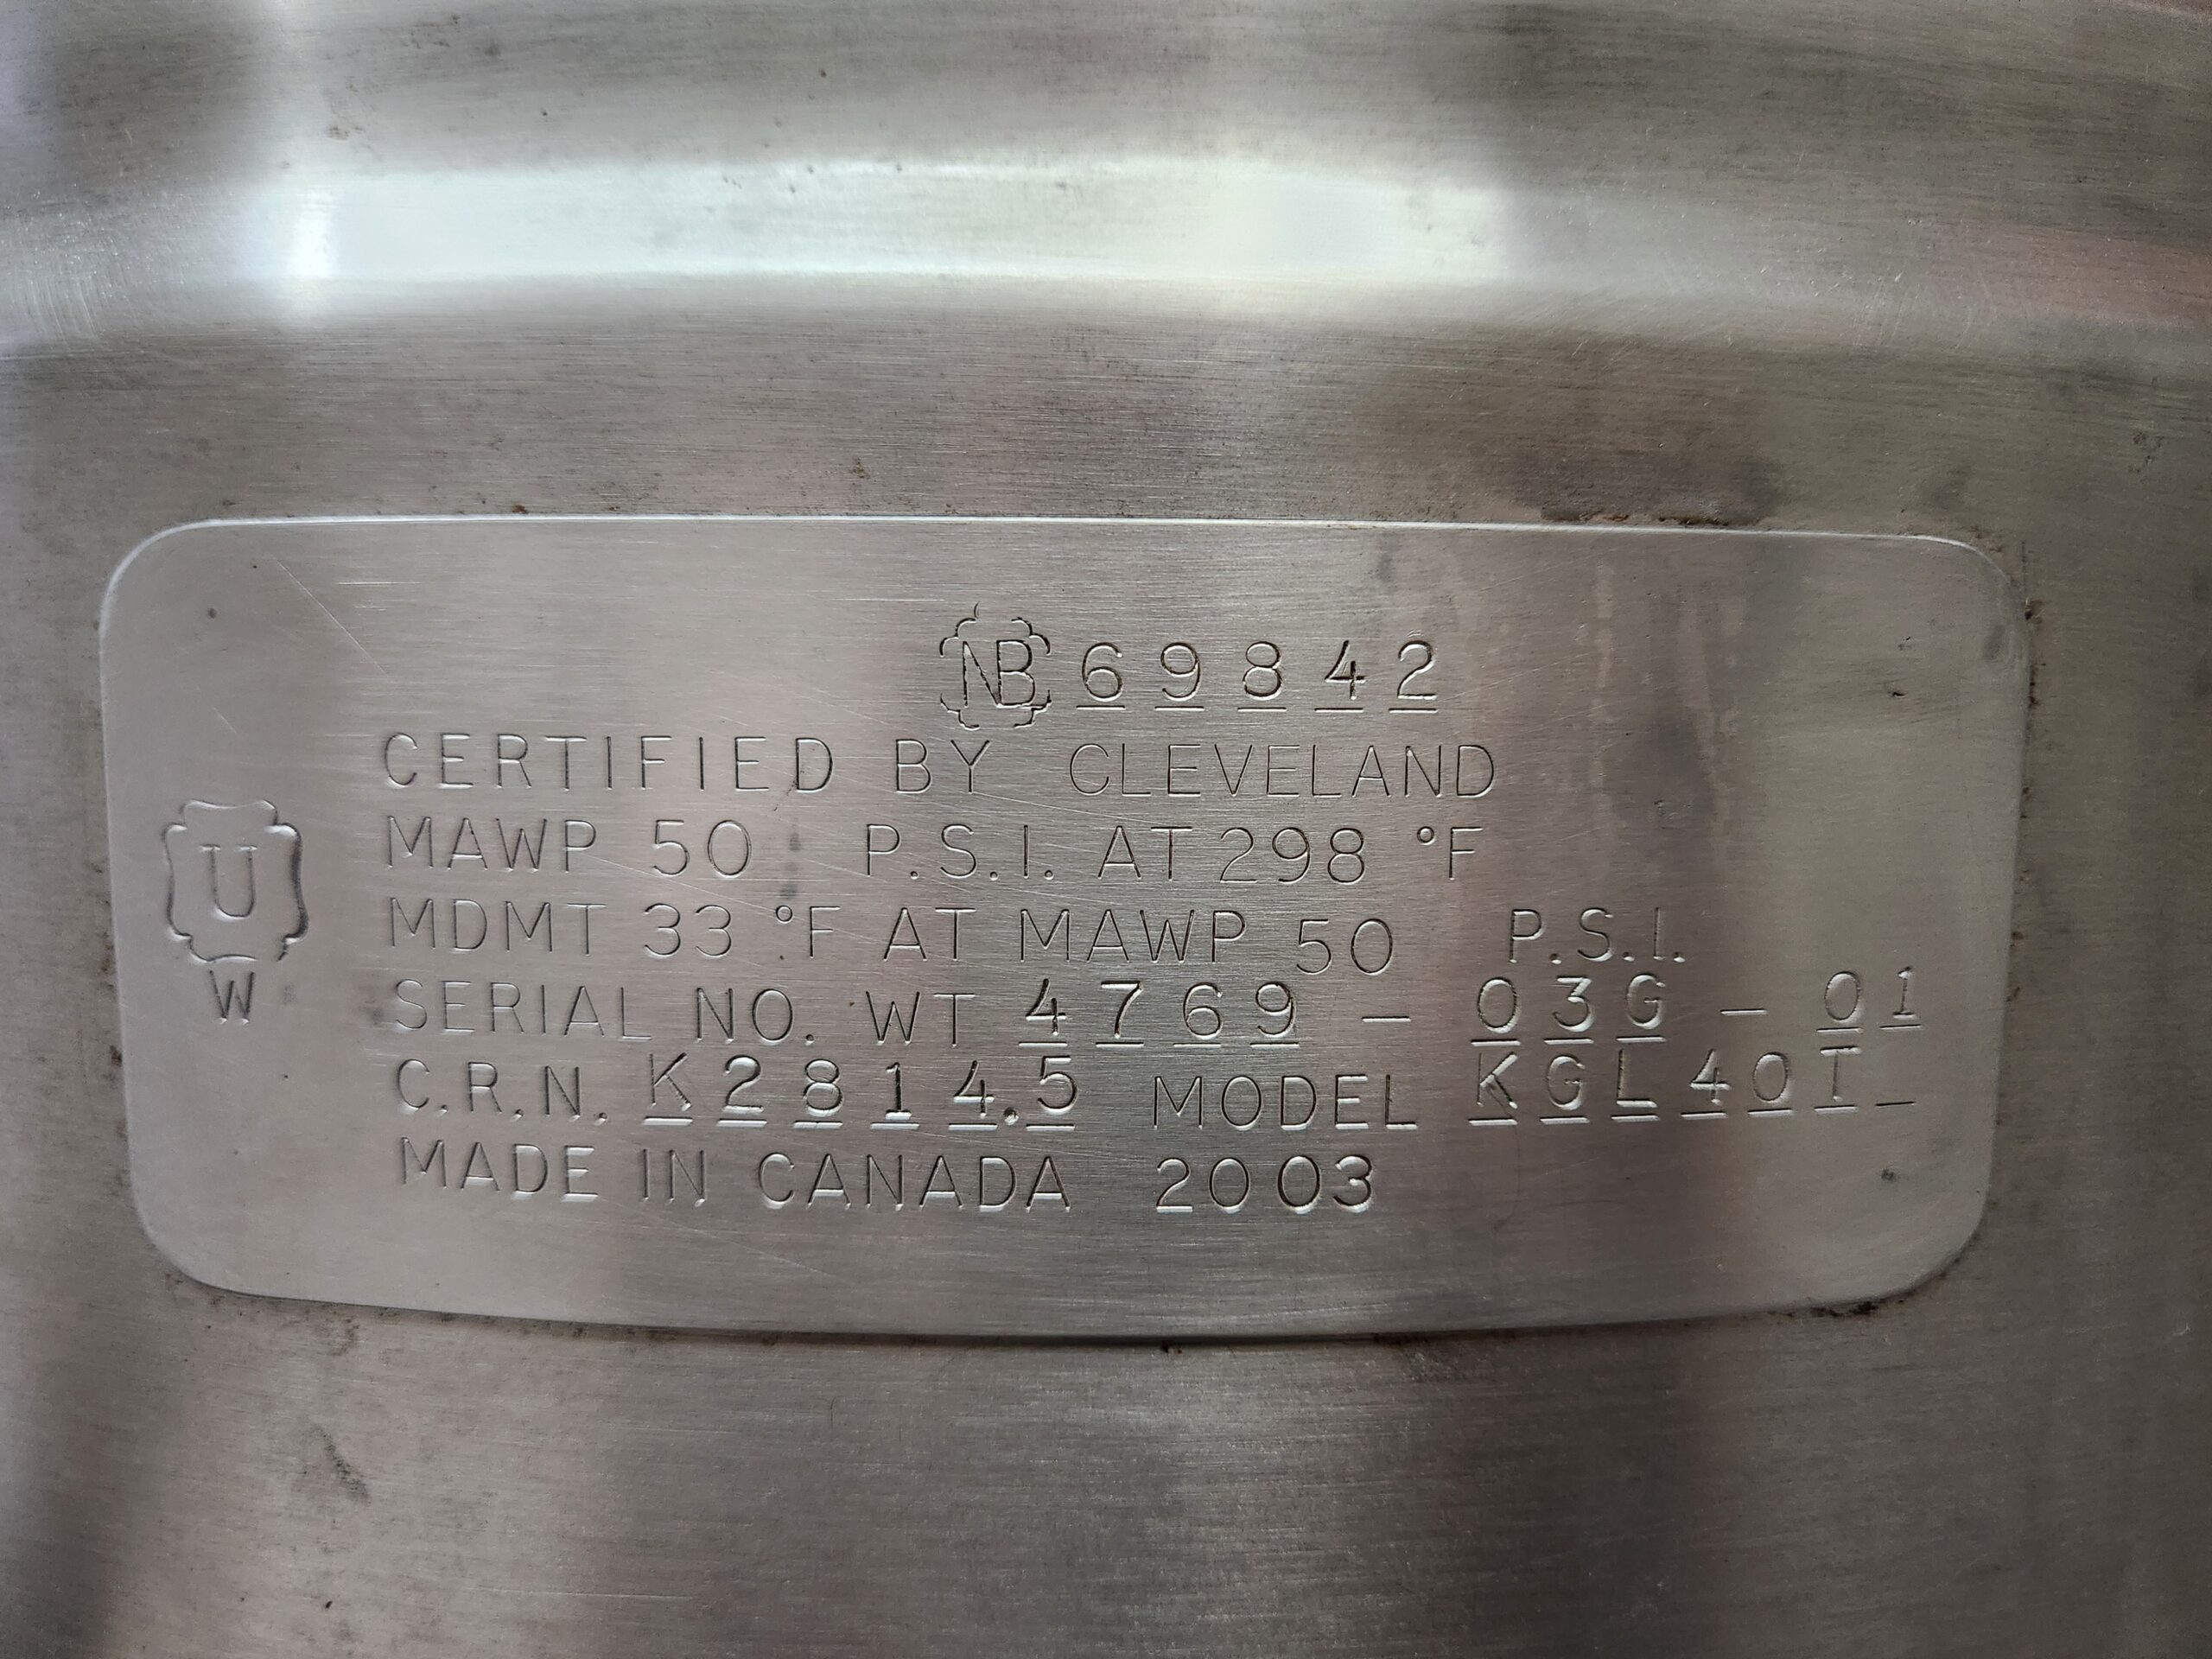 NB 69842
CERTIFIED BY CLEVELAND
MAWP 50 P.S.I. AT 298 °F
U
MDMT 33 °F AT MAWP 50 P.S.I.
W
SERIAL NO. WT 4769 - 03G - 01
C.R.N. K2814.5 MODEL KGL40T_
MADE IN CANADA 2003